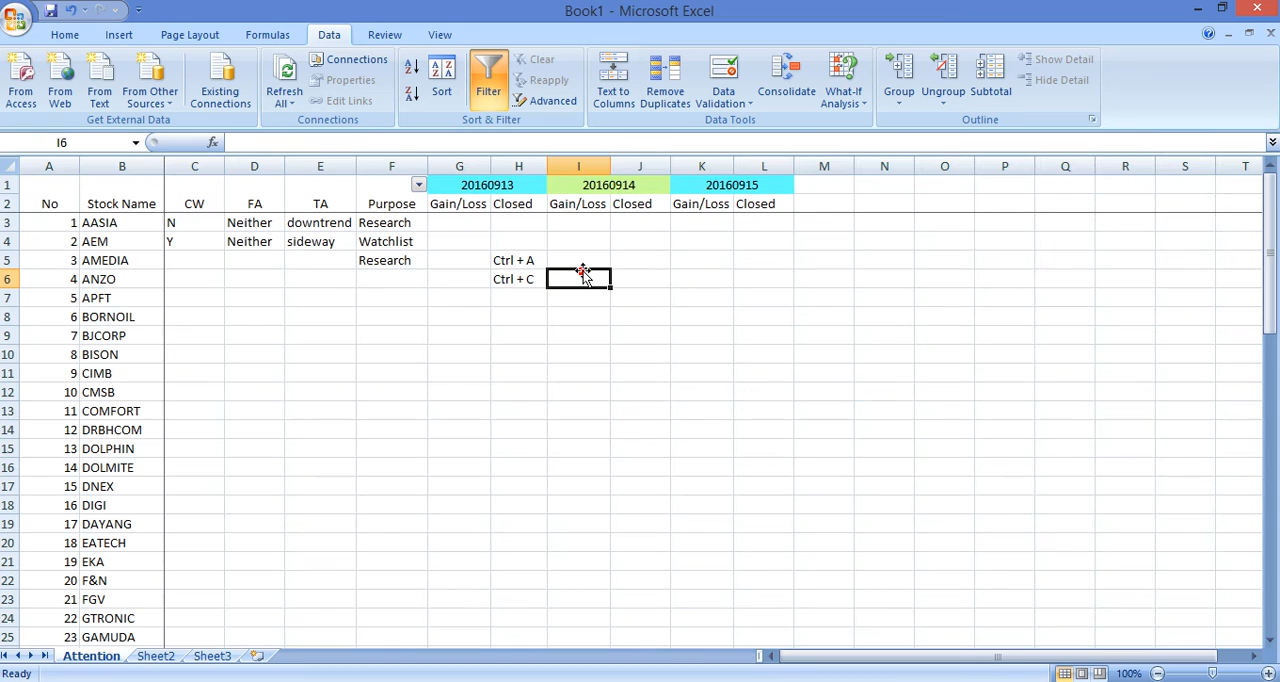 Book1 - Microsoft Excel
Home Insert Page Layout Formulas Data Review View
From Access From Web From Text From Other Sources Existing Connections Refresh All Connections Properties Edit Links Sort Filter Clear Reapply Advanced Text to Columns Remove Duplicates Data Validation Consolidate What-If Analysis Group Ungroup Subtotal Show Detail Hide Detail
Get External Data Connections Sort & Filter Data Tools Outline
I6 fx
A B C D E F G H I J K L M N O P Q R S T
1 20160913 20160914 20160915
2 No Stock Name CW FA TA Purpose Gain/Loss Closed Gain/Loss Closed Gain/Loss Closed
3 1 AASIA N Neither downtrend Research
4 2 AEM Y Neither sideway Watchlist
5 3 AMEDIA Research Ctrl + A
6 4 ANZO Ctrl + C
7 5 APFT
8 6 BORNOIL
9 7 BJCORP
10 8 BISON
11 9 CIMB
12 10 CMSB
13 11 COMFORT
14 12 DRBHCOM
15 13 DOLPHIN
16 14 DOLMITE
17 15 DNEX
18 16 DIGI
19 17 DAYANG
20 18 EATECH
21 19 EKA
22 20 F&N
23 21 FGV
24 22 GTRONIC
25 23 GAMUDA
Attention Sheet2 Sheet3
Ready 100%